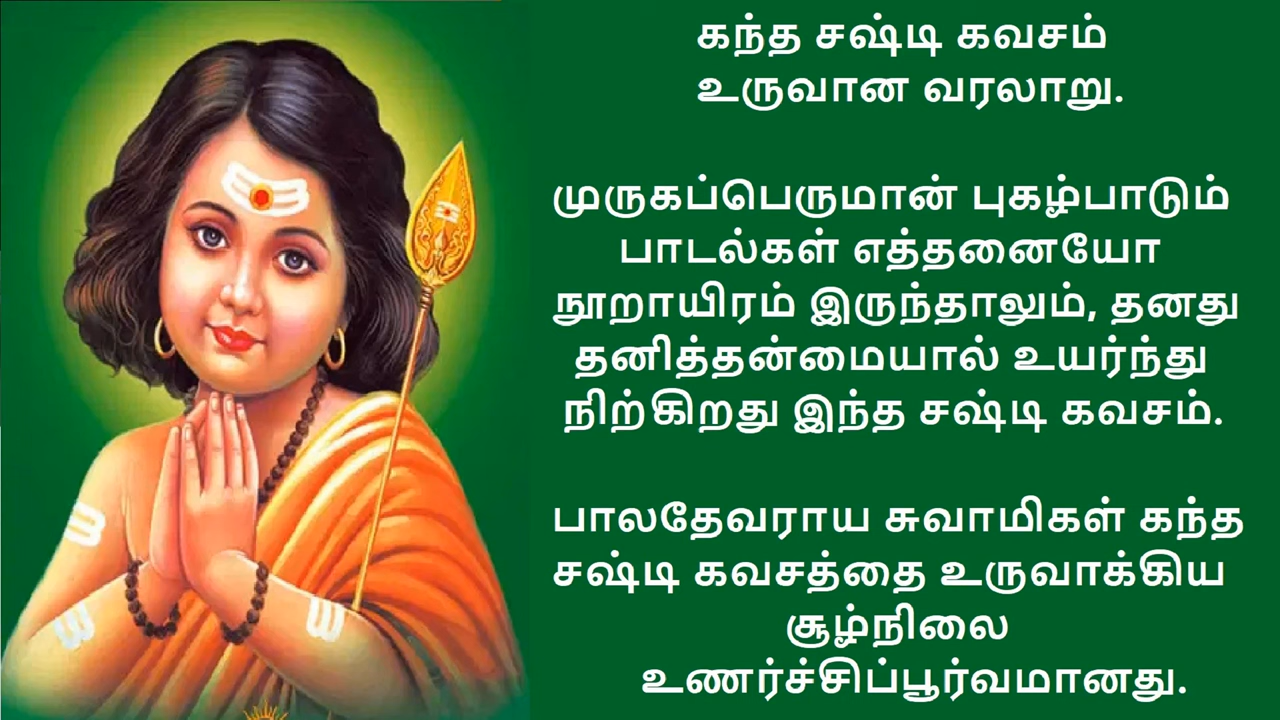 கந்த சஷ்டி கவசம்
உருவான வரலாறு.
முருகப்பெருமான் புகழ்பாடும்
பாடல்கள் எத்தனையோ
நூறாயிரம் இருந்தாலும், தனது
தனித்தன்மையால் உயர்ந்து
நிற்கிறது இந்த சஷ்டி கவசம்.
பாலதேவராய சுவாமிகள் கந்த
சஷ்டி கவசத்தை உருவாக்கிய
சூழ்நிலை
உணர்ச்சிப்பூர்வமானது.